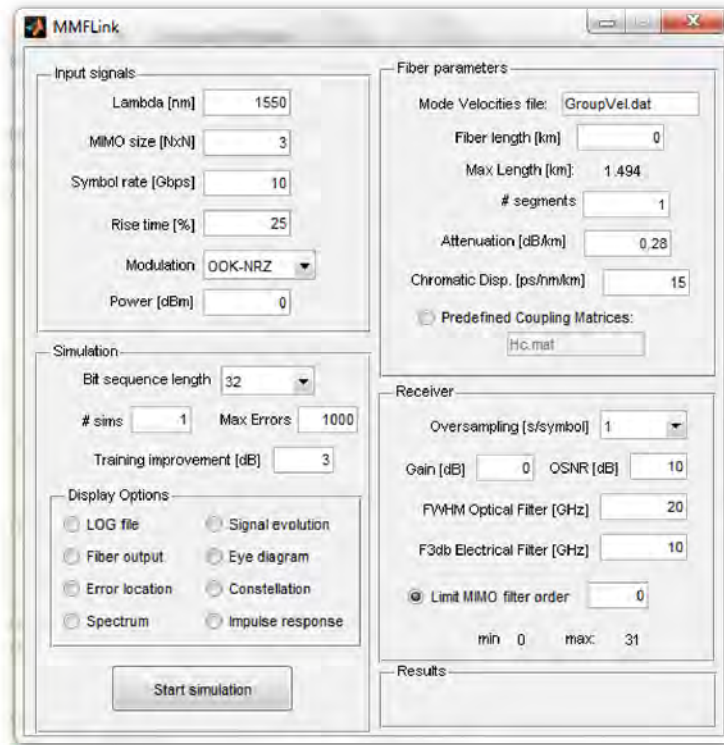 MMFLink
Input signals
Lambda [nm] 1550
MIMO size [NxN] 3
Symbol rate [Gbps] 10
Rise time [%] 25
Modulation OOK-NRZ
Power [dBm] 0
Simulation
Bit sequence length 32
# sims 1 Max Errors 1000
Training improvement [dB] 3
Display Options
LOG file Signal evolution
Fiber output Eye diagram
Error location Constellation
Spectrum Impulse response
Start simulation
Fiber parameters
Mode Velocities file: GroupVel.dat
Fiber length [km] 0
Max Length [km]: 1.494
# segments 1
Attenuation [dB/km] 0.28
Chromatic Disp. [ps/nm/km] 15
Predefined Coupling Matrices:
Hc.mat
Receiver
Oversampling [s/symbol] 1
Gain [dB] 0 OSNR [dB] 10
FWHM Optical Filter [GHz] 20
F3db Electrical Filter [GHz] 10
Limit MIMO filter order 0
min 0 max: 31
Results